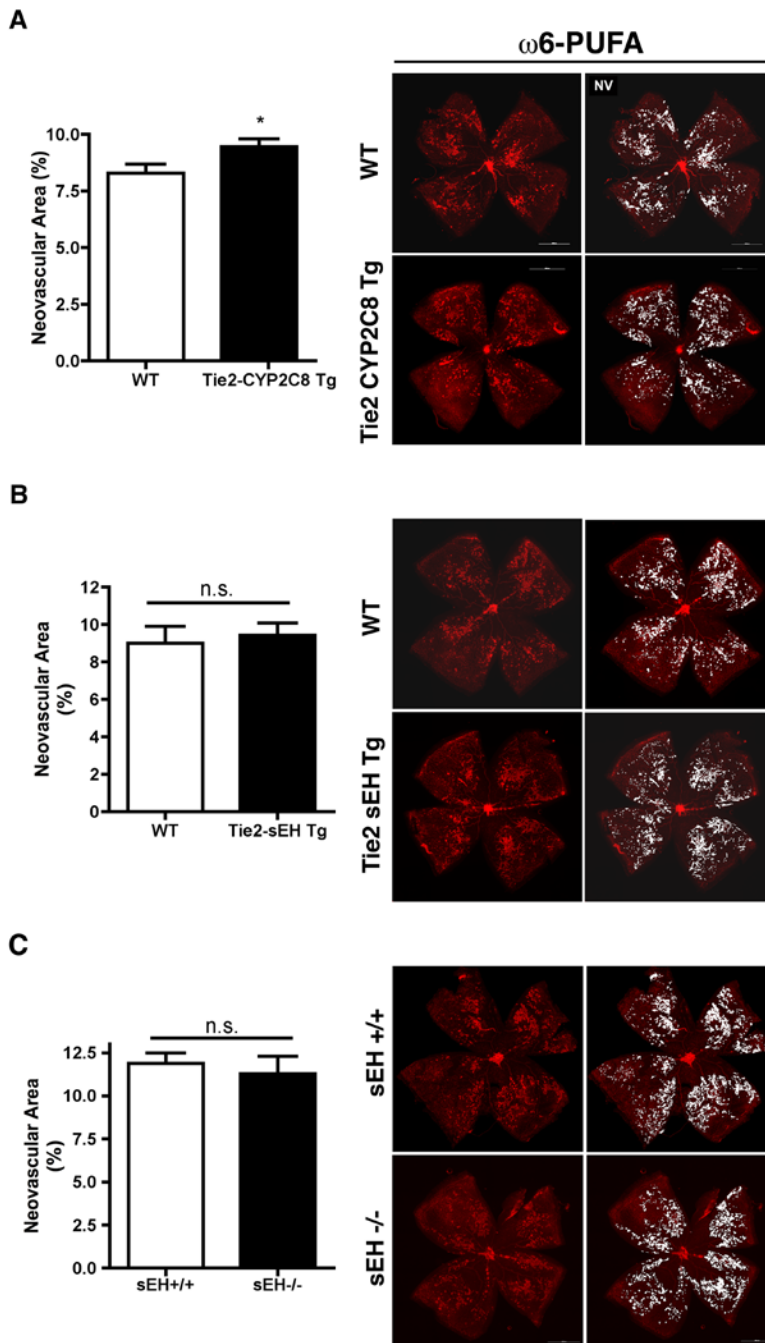 A
ω6-PUFA
NV
Neovascular Area (%)
10.0
7.5
5.0
2.5
0.0
*
WT
Tie2-CYP2C8 Tg
WT
Tie2 CYP2C8 Tg
B
Neovascular Area
(%)
12
10
8
6
4
2
0
n.s.
WT
Tie2-sEH Tg
WT
Tie2 sEH Tg
C
Neovascular Area
(%)
12.5
10.0
7.5
5.0
2.5
0.0
n.s.
sEH+/+
sEH-/-
sEH +/+
sEH -/-